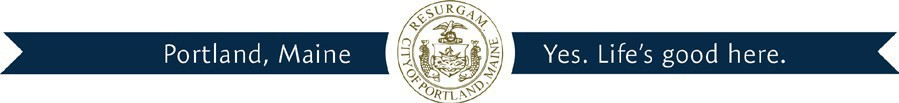 Portland, Maine
RESURGAM
CITY OF PORTLAND, MAINE
Yes. Life's good here.